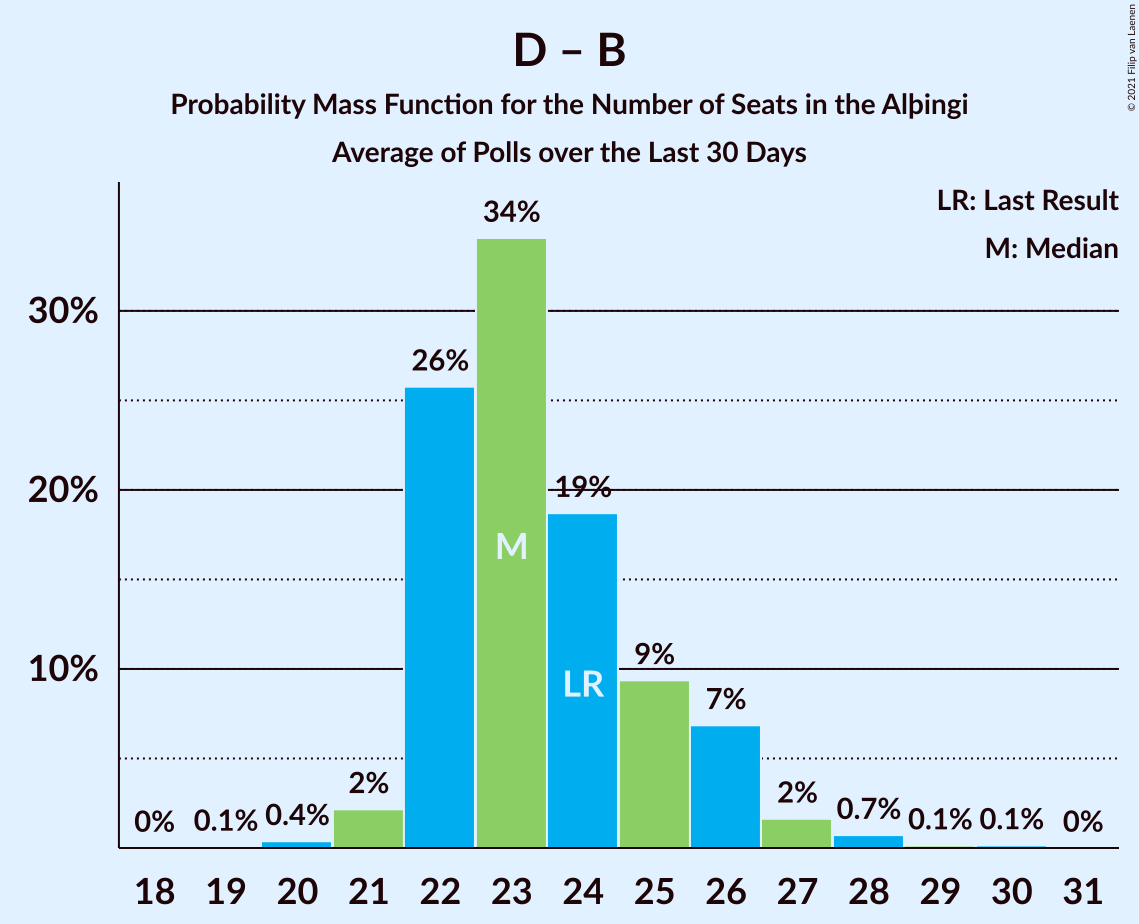 D – B
Probability Mass Function for the Number of Seats in the Alþingi
Average of Polls over the Last 30 Days
© 2021 Filip van Laenen
LR: Last Result
M: Median
34%
30%
26%
20%
19%
M
10%
9%
LR
7%
2%
2%
0%
0.1%
0.4%
0.7%
0.1%
0.1%
0%
18 19 20 21 22 23 24 25 26 27 28 29 30 31